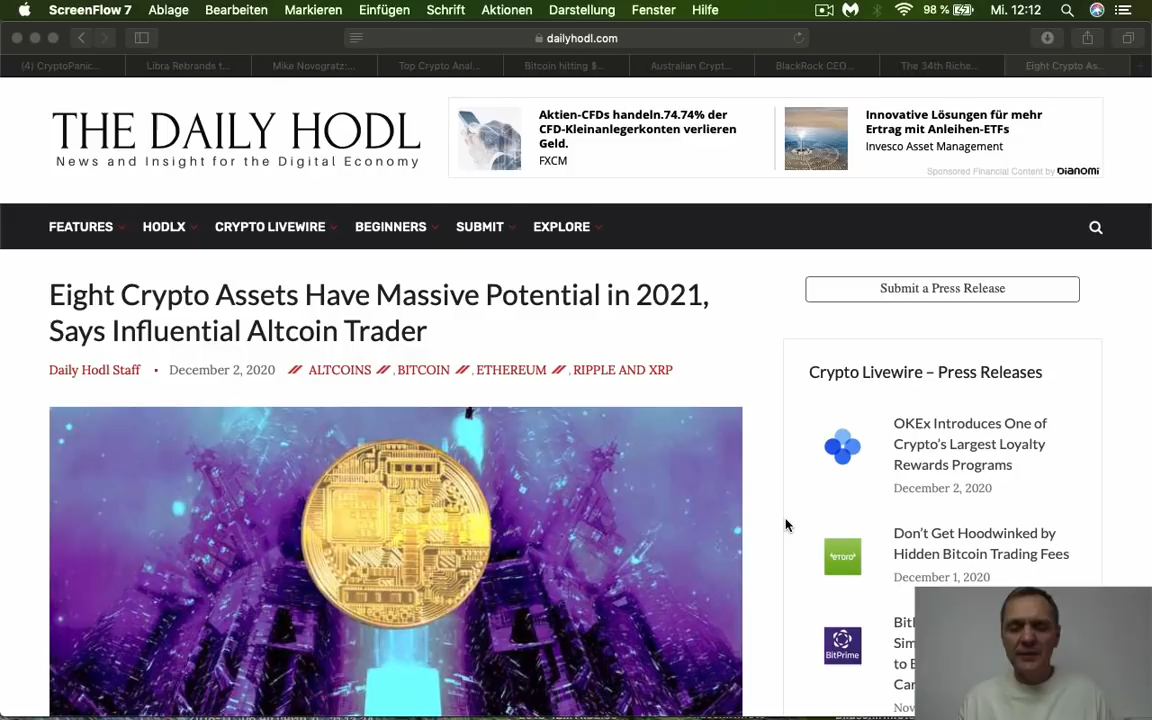 ScreenFlow 7 Ablage Bearbeiten Markieren Einfügen Schrift Aktionen Darstellung Fenster Hilfe 98 % Mi. 12:12
dailyhodl.com
(4) CryptoPanic... Libra Rebrands t... Mike Novogratz:... Top Crypto Anal... Bitcoin hitting $... Australian Crypt... BlackRock CEO... The 34th Riche... Eight Crypto As...
THE DAILY HODL
News and Insight for the Digital Economy
Aktien-CFDs handeln.74.74% der
CFD-Kleinanlegerkonten verlieren
Geld.
FXCM
Innovative Lösungen für mehr
Ertrag mit Anleihen-ETFs
Invesco Asset Management
Sponsored Financial Content by DIANOMI
FEATURES HODLX CRYPTO LIVEWIRE BEGINNERS SUBMIT EXPLORE
Eight Crypto Assets Have Massive Potential in 2021,
Says Influential Altcoin Trader
Daily Hodl Staff • December 2, 2020 // ALTCOINS // , BITCOIN // , ETHEREUM // , RIPPLE AND XRP
Submit a Press Release
Crypto Livewire – Press Releases
OKEx Introduces One of
Crypto's Largest Loyalty
Rewards Programs
December 2, 2020
eToro
Don't Get Hoodwinked by
Hidden Bitcoin Trading Fees
December 1, 2020
BitPrime